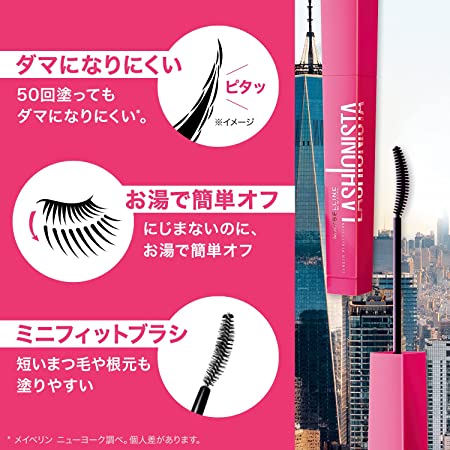 ダマになりにくい
50回塗っても
ダマになりにくい*。
ピタッ
※イメージ
お湯で簡単オフ
にじまないのに、
お湯で簡単オフ
ミニフィットブラシ
短いまつ毛や根元も
塗りやすい
* メイベリン ニューヨーク調べ。個人差があります。
LASHIONISTA